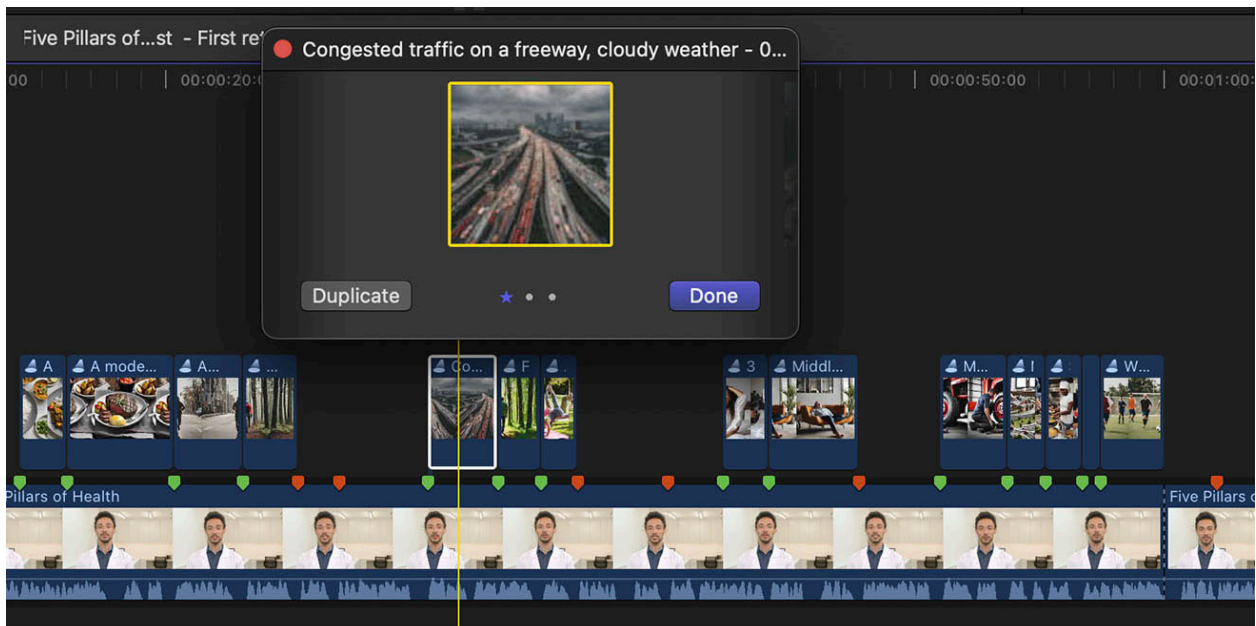 Five Pillars of...st - First ret
Congested traffic on a freeway, cloudy weather - 0...
00
00:00:20:0
00:00:50:00
00:01:00:
Duplicate
Done
A
A mode...
A...
...
Co...
F
3
Middl...
M...
W...
Pillars of Health
Five Pillars o